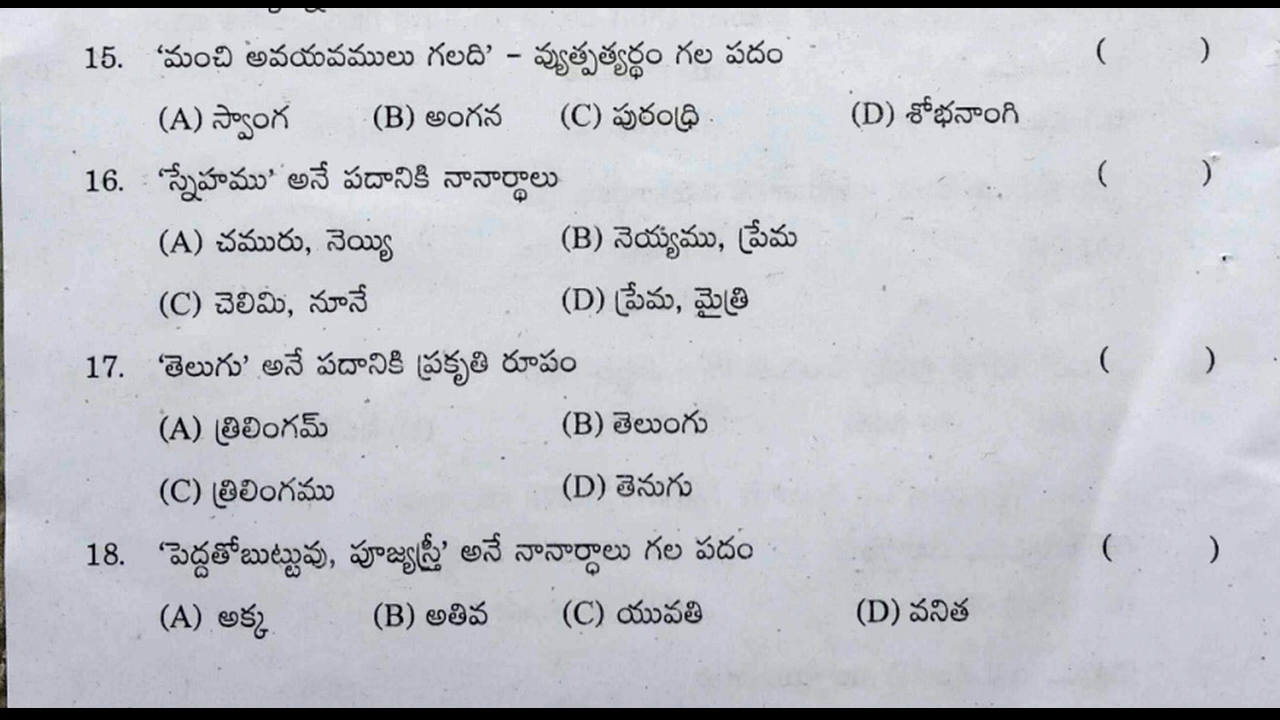 15. 'మంచి అవయవములు గలది' – వ్యుత్పత్యర్థం గల పదం ( )
(A) స్వాంగ (B) అంగన (C) పురంధ్రి (D) శోభనాంగి
16. 'స్నేహము' అనే పదానికి నానార్థాలు ( )
(A) చమురు, నెయ్యి (B) నెయ్యము, ప్రేమ
(C) చెలిమి, నూనే (D) ప్రేమ, మైత్రి
17. 'తెలుగు' అనే పదానికి ప్రకృతి రూపం ( )
(A) త్రిలింగమ్ (B) తెలుంగు
(C) త్రిలింగము (D) తెనుగు
18. 'పెద్దతోబుట్టువు, పూజ్యస్త్రీ' అనే నానార్ధాలు గల పదం ( )
(A) అక్క (B) అతివ (C) యువతి (D) వనిత